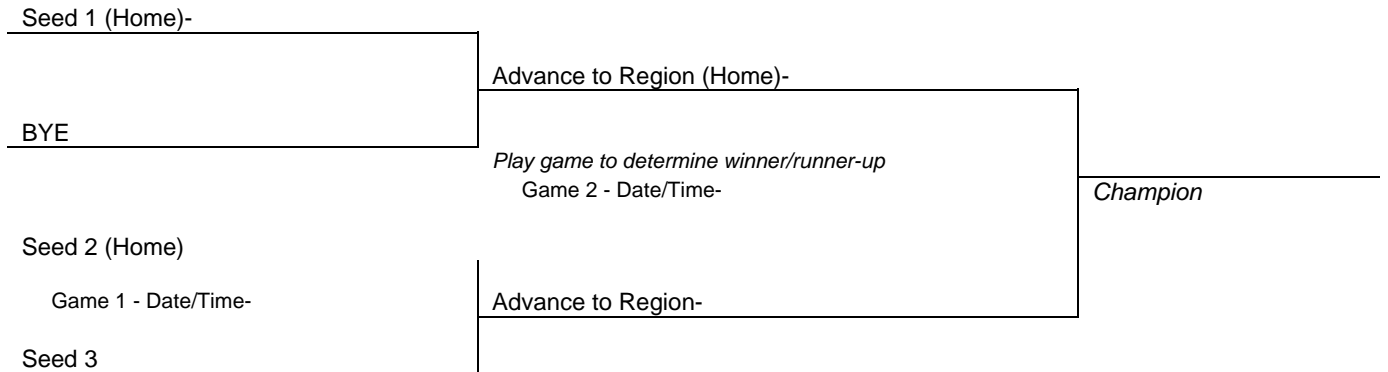 Seed 1 (Home)-
Advance to Region (Home)-
BYE
Play game to determine winner/runner-up
Game 2 - Date/Time-
Champion
Seed 2 (Home)
Game 1 - Date/Time-
Advance to Region-
Seed 3